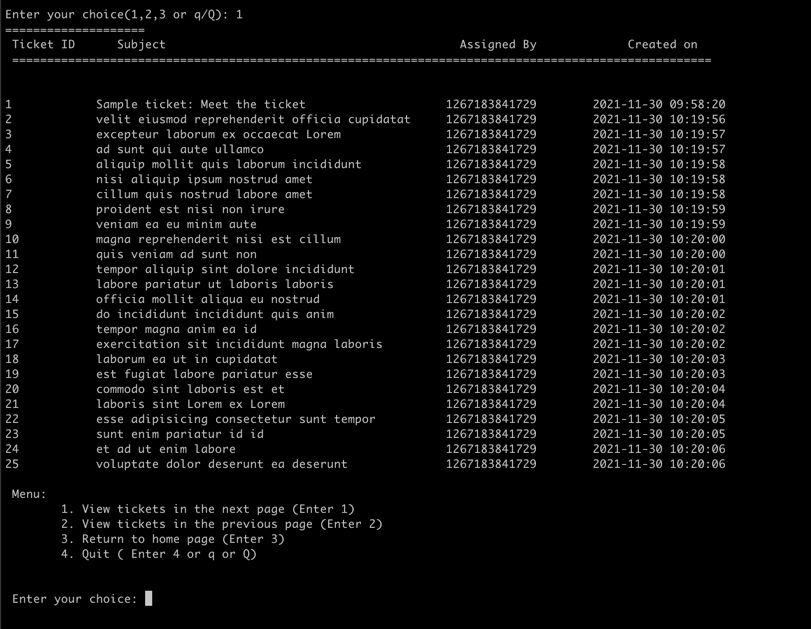 Enter your choice(1,2,3 or q/Q): 1
====================
Ticket ID Subject Assigned By Created on
====================================================================================================
1 Sample ticket: Meet the ticket 1267183841729 2021-11-30 09:58:20
2 velit eiusmod reprehenderit officia cupidatat 1267183841729 2021-11-30 10:19:56
3 excepteur laborum ex occaecat Lorem 1267183841729 2021-11-30 10:19:57
4 ad sunt qui aute ullamco 1267183841729 2021-11-30 10:19:57
5 aliquip mollit quis laborum incididunt 1267183841729 2021-11-30 10:19:58
6 nisi aliquip ipsum nostrud amet 1267183841729 2021-11-30 10:19:58
7 cillum quis nostrud labore amet 1267183841729 2021-11-30 10:19:58
8 proident est nisi non irure 1267183841729 2021-11-30 10:19:59
9 veniam ea eu minim aute 1267183841729 2021-11-30 10:19:59
10 magna reprehenderit nisi est cillum 1267183841729 2021-11-30 10:20:00
11 quis veniam ad sunt non 1267183841729 2021-11-30 10:20:00
12 tempor aliquip sint dolore incididunt 1267183841729 2021-11-30 10:20:01
13 labore pariatur ut laboris laboris 1267183841729 2021-11-30 10:20:01
14 officia mollit aliqua eu nostrud 1267183841729 2021-11-30 10:20:01
15 do incididunt incididunt quis anim 1267183841729 2021-11-30 10:20:02
16 tempor magna anim ea id 1267183841729 2021-11-30 10:20:02
17 exercitation sit incididunt magna laboris 1267183841729 2021-11-30 10:20:02
18 laborum ea ut in cupidatat 1267183841729 2021-11-30 10:20:03
19 est fugiat labore pariatur esse 1267183841729 2021-11-30 10:20:03
20 commodo sint laboris est et 1267183841729 2021-11-30 10:20:04
21 laboris sint Lorem ex Lorem 1267183841729 2021-11-30 10:20:04
22 esse adipisicing consectetur sunt tempor 1267183841729 2021-11-30 10:20:05
23 sunt enim pariatur id id 1267183841729 2021-11-30 10:20:05
24 et ad ut enim labore 1267183841729 2021-11-30 10:20:06
25 voluptate dolor deserunt ea deserunt 1267183841729 2021-11-30 10:20:06
Menu:
1. View tickets in the next page (Enter 1)
2. View tickets in the previous page (Enter 2)
3. Return to home page (Enter 3)
4. Quit ( Enter 4 or q or Q)
Enter your choice: